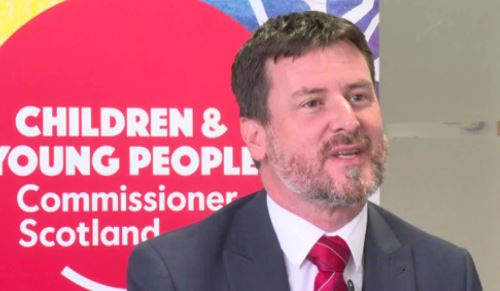 CHILDREN &
YOUNG PEOPLE
Commissioner
Scotland